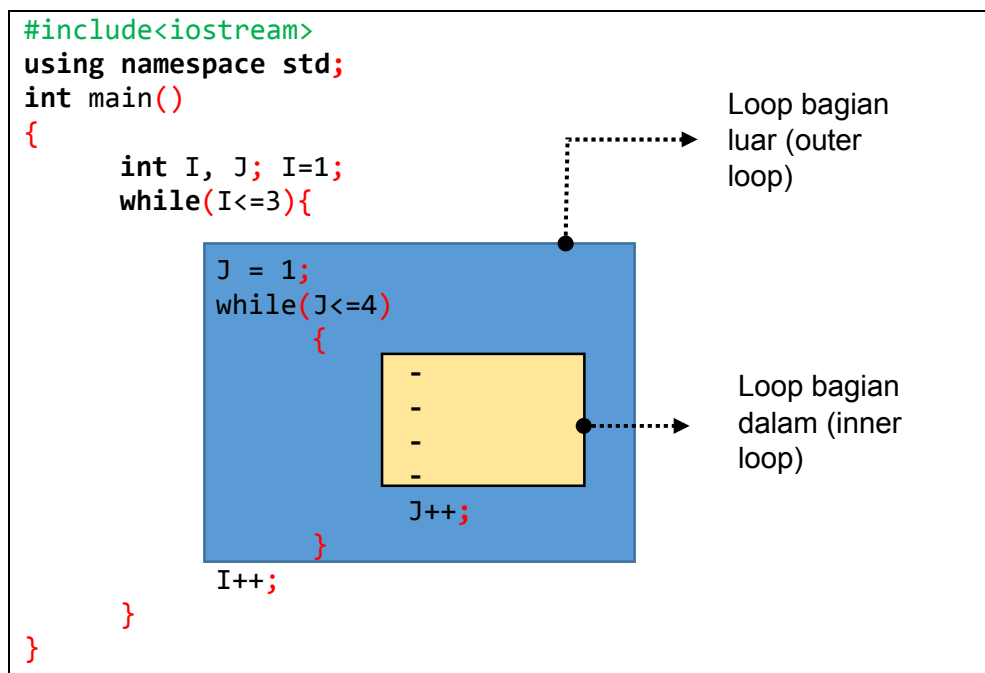 #include<iostream>
using namespace std;
int main()
{
int I, J; I=1;
while(I<=3){
J = 1;
while(J<=4)
{
-
-
-
-
J++;
}
I++;
}
}
Loop bagian
luar (outer
loop)
Loop bagian
dalam (inner
loop)